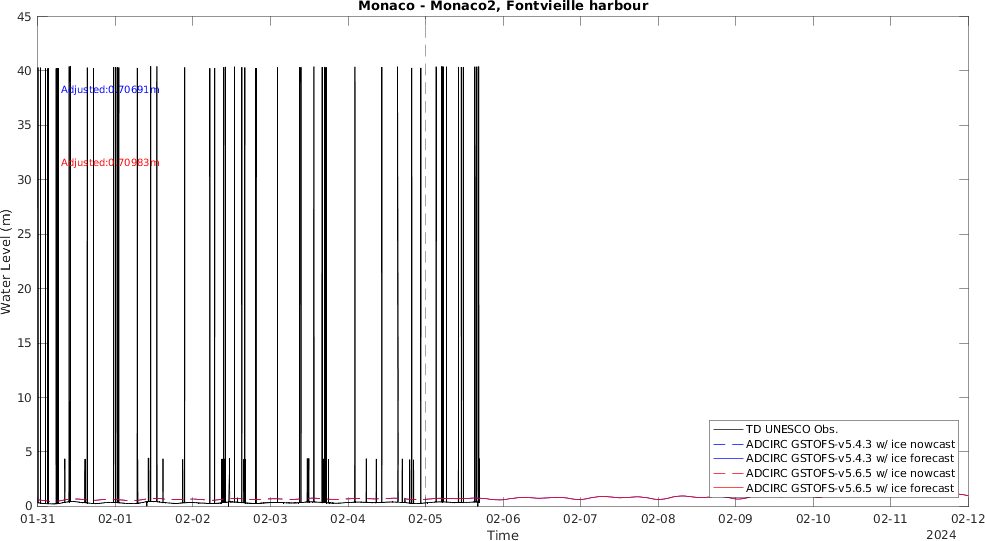 Monaco - Monaco2, Fontvieille harbour
45
40
35
30
25
20
15
10
5
0
Water Level (m)
Adjusted:0.70691m
Adjusted:0.70983m
TD UNESCO Obs.
ADCIRC GSTOFS-v5.4.3 w/ ice nowcast
ADCIRC GSTOFS-v5.4.3 w/ ice forecast
ADCIRC GSTOFS-v5.6.5 w/ ice nowcast
ADCIRC GSTOFS-v5.6.5 w/ ice forecast
01-31 02-01 02-02 02-03 02-04 02-05 02-06 02-07 02-08 02-09 02-10 02-11 02-12
Time
2024